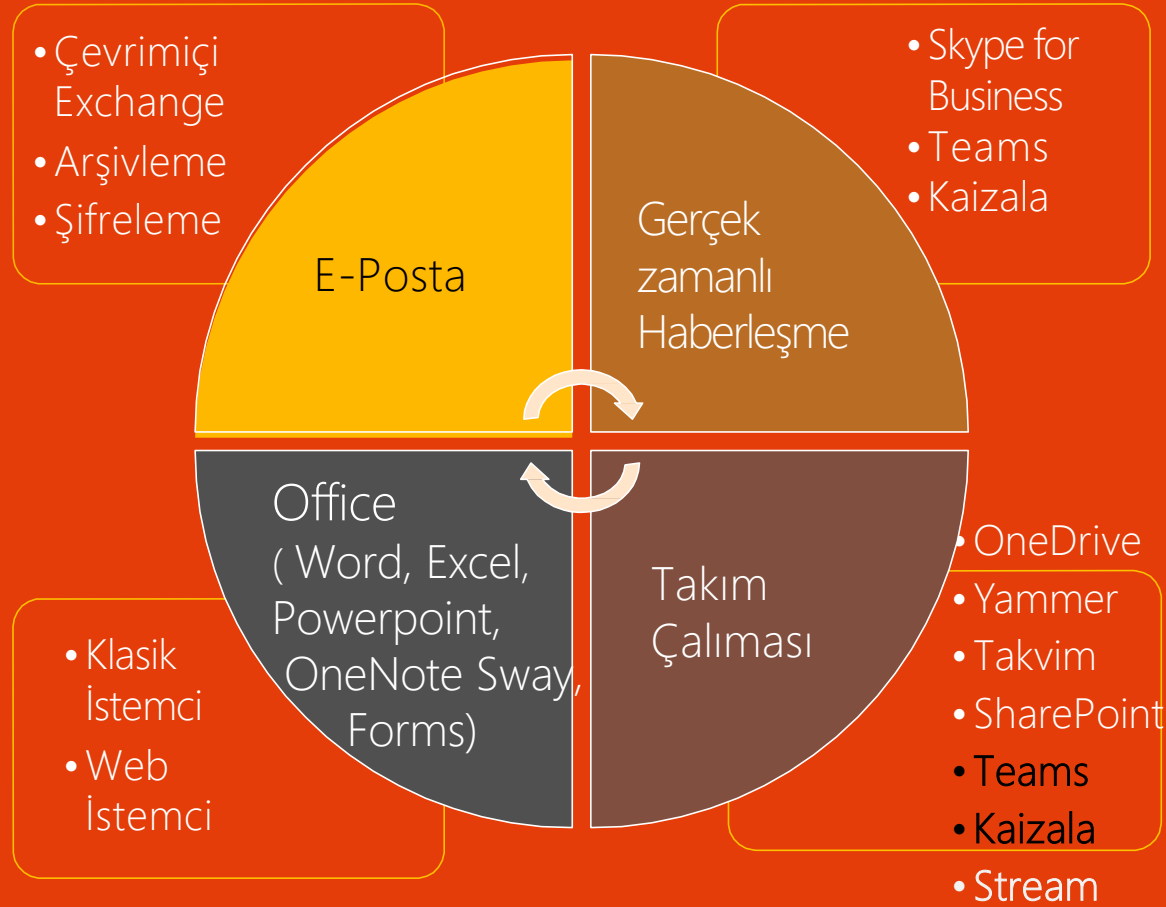 • Çevrimiçi
Exchange
• Arşivleme
• Şifreleme
E-Posta
• Skype for
Business
• Teams
• Kaizala
Gerçek
zamanlı
Haberleşme
Office
( Word, Excel,
Powerpoint,
OneNote Sway,
Forms)
• Klasik
İstemci
• Web
İstemci
Takım
Çalıması
• OneDrive
• Yammer
• Takvim
• SharePoint
• Teams
• Kaizala
• Stream